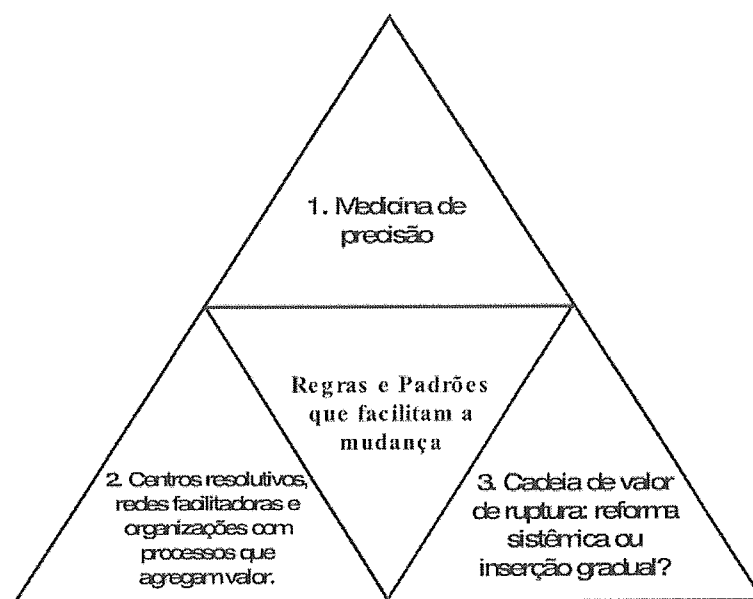 1. Medicina de
precisão
Regras e Padrões
que facilitam a
mudança
2. Centros resolutivos,
redes facilitadoras e
organizações com
processos que
agregam valor.
3. Cadeia de valor
de ruptura: reforma
sistêmica ou
inserção gradual?